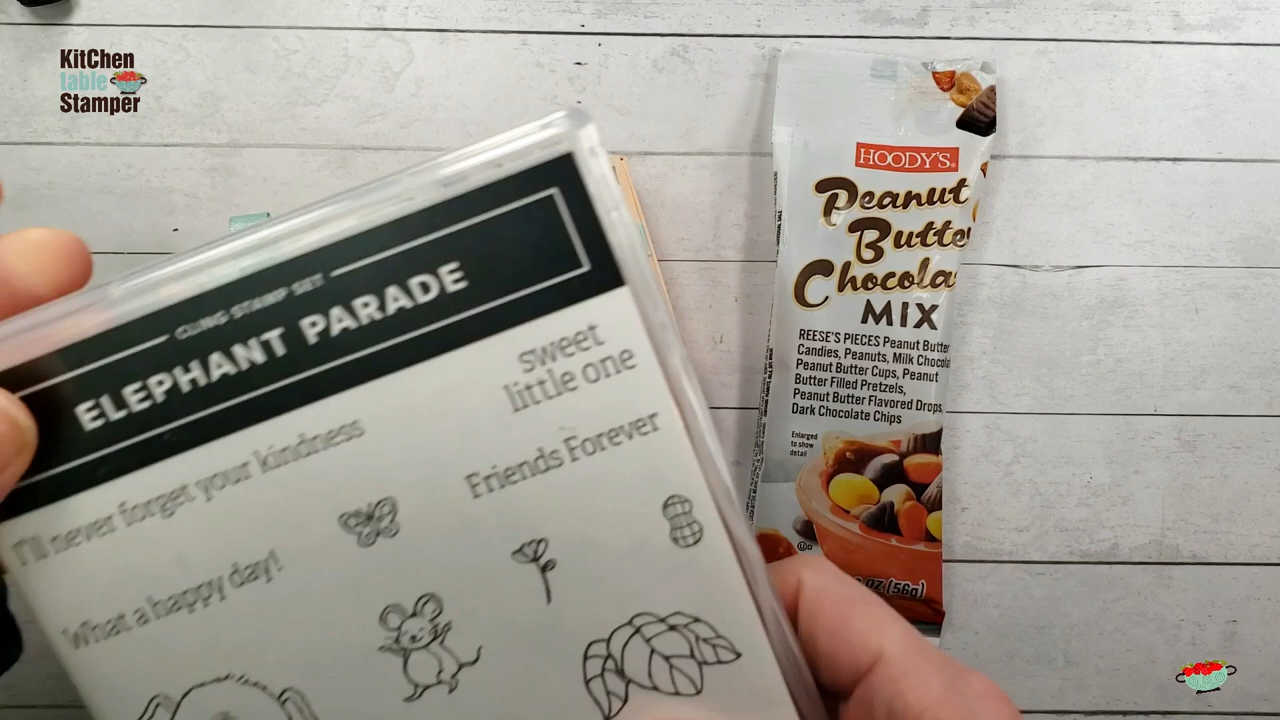 KitChen
table
Stamper
CLING STAMP SET
ELEPHANT PARADE
sweet
little one
I'll never forget your kindness
Friends Forever
What a happy day!
HOODY'S®
Peanut
Butte
Chocola
MIX
REESE'S PIECES Peanut Butter
Candies, Peanuts, Milk Chocola
Peanut Butter Cups, Peanut
Butter Filled Pretzels,
Peanut Butter Flavored Drops,
Dark Chocolate Chips
Enlarged
to show
detail
OZ (56g)